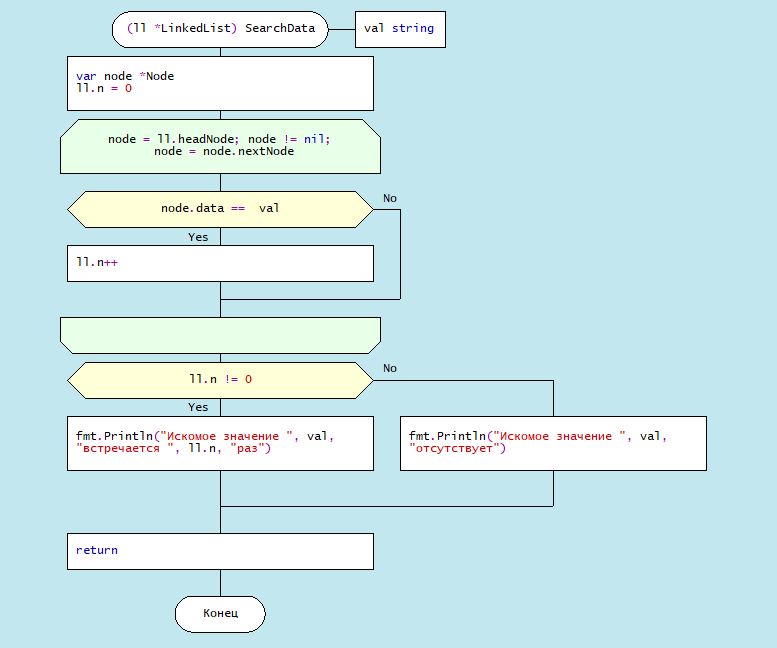 (ll *LinkedList) SearchData
val string
var node *Node
ll.n = 0
node = ll.headNode; node != nil;
node = node.nextNode
node.data ==  val
No
Yes
ll.n++
ll.n != 0
No
Yes
fmt.Println("Искомое значение ", val,
"встречается ", ll.n, "раз")
fmt.Println("Искомое значение ", val,
"отсутствует")
return
Конец